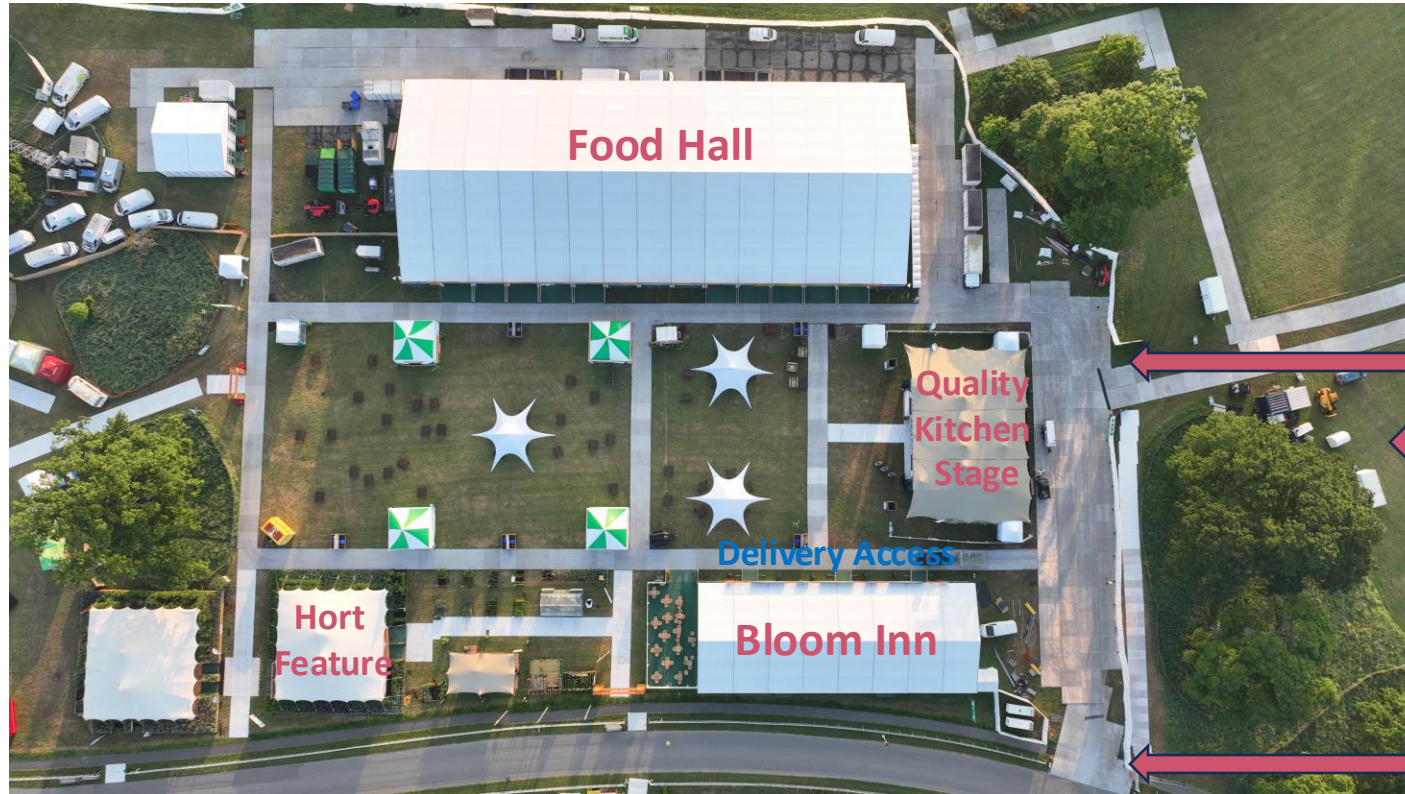 Food Hall
Quality
Kitchen
Stage
Delivery Access
Hort
Feature
Bloom Inn